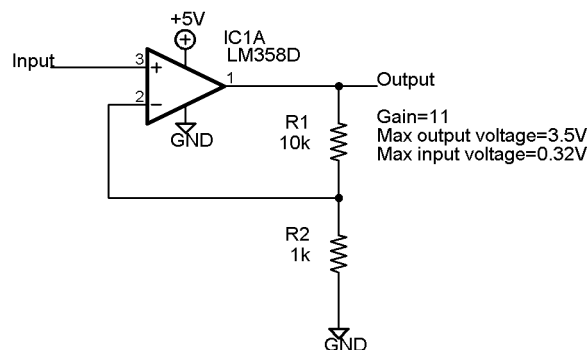 +5V
IC1A
LM358D
Input
3
+
1
2
−
Output
GND
R1
10k
Gain=11
Max output voltage=3.5V
Max input voltage=0.32V
R2
1k
GND